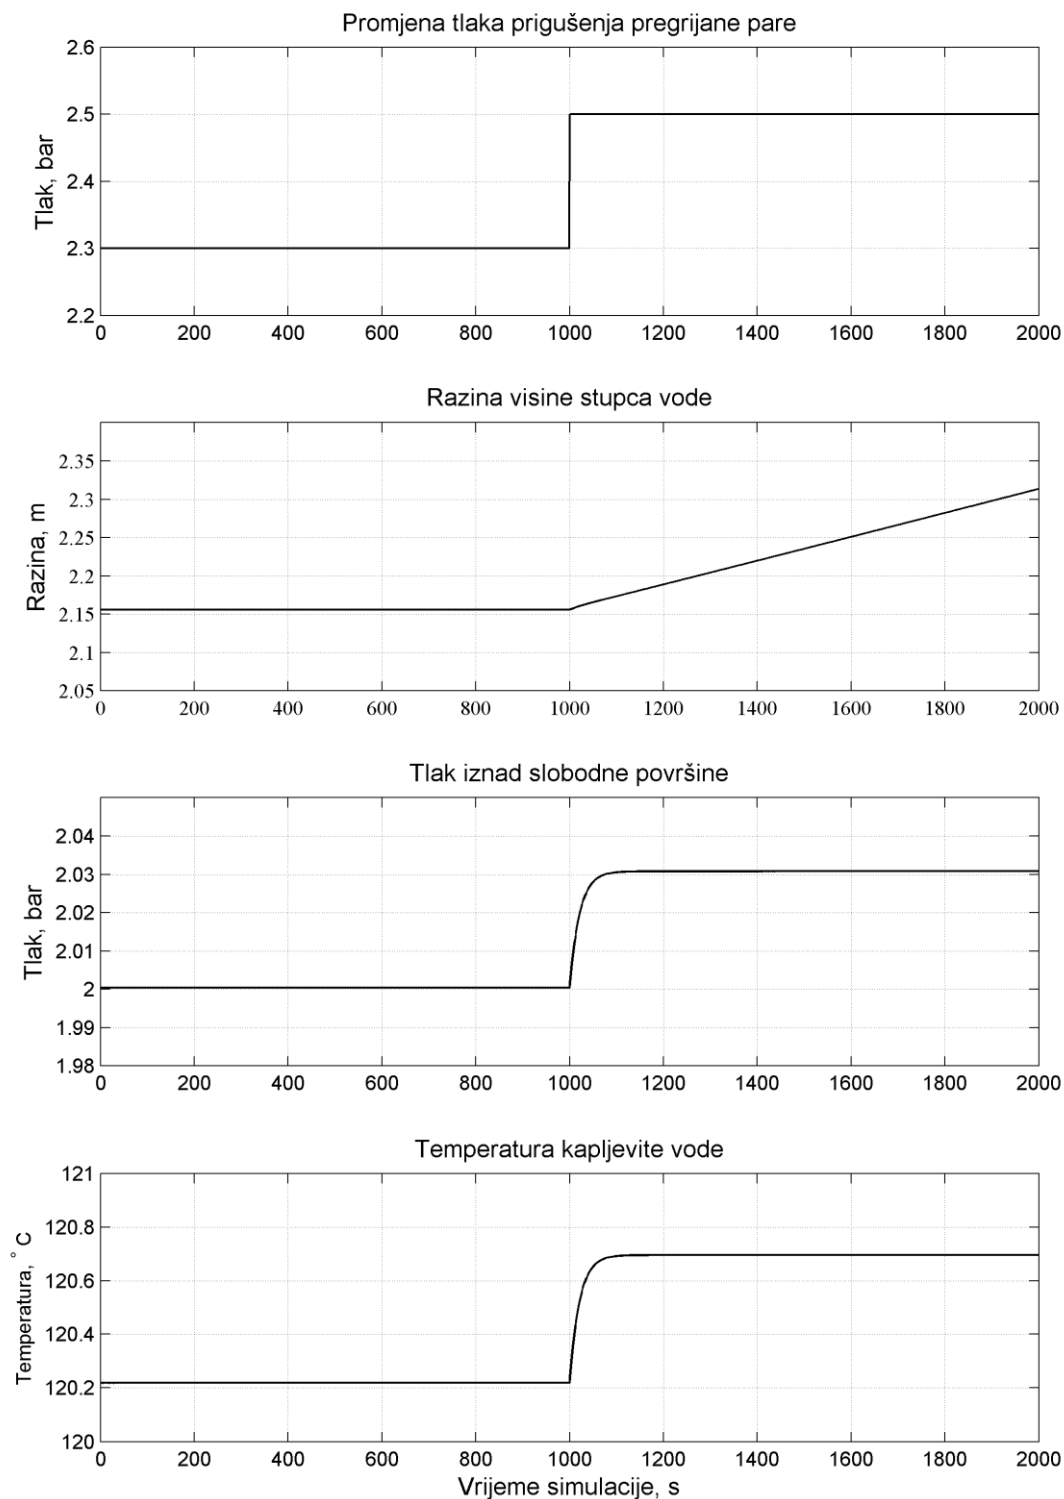 Promjena tlaka prigušenja pregrijane pare
2.6
2.5
2.4
2.3
2.2
Tlak, bar
0 200 400 600 800 1000 1200 1400 1600 1800 2000
Razina visine stupca vode
2.35
2.3
2.25
2.2
2.15
2.1
2.05
Razina, m
0 200 400 600 800 1000 1200 1400 1600 1800 2000
Tlak iznad slobodne površine
2.04
2.03
2.02
2.01
2
1.99
1.98
Tlak, bar
0 200 400 600 800 1000 1200 1400 1600 1800 2000
Temperatura kapljevite vode
121
120.8
120.6
120.4
120.2
120
Temperatura, °C
0 200 400 600 800 1000 1200 1400 1600 1800 2000
Vrijeme simulacije, s